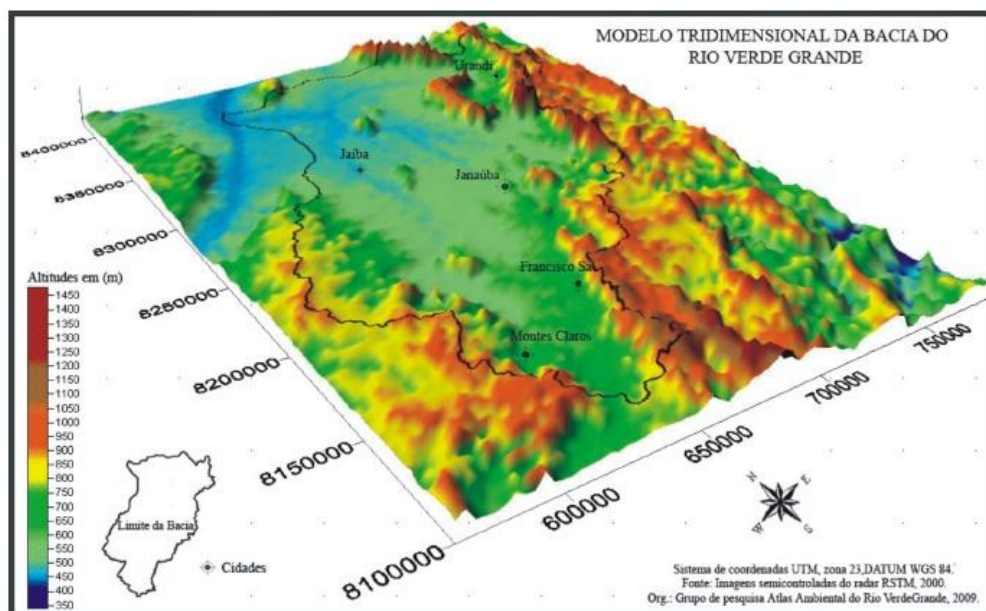 MODELO TRIDIMENSIONAL DA BACIA DO
RIO VERDE GRANDE
Urandi
Jaíba
Janaúba
Francisco Sá
Montes Claros
8400000
8350000
8300000
8250000
8200000
8150000
8100000
600000
650000
700000
750000
Altitudes em (m)
1450
1400
1300
1250
1200
1150
1100
1050
950
900
850
800
750
650
600
550
500
450
400
350
Limite da Bacia
Cidades
N
E
W
S
Sistema de coordenadas UTM, zona 23,DATUM WGS 84.
Fonte: Imagens semicontroladas do radar RSTM, 2000.
Org.: Grupo de pesquisa Atlas Ambiental do Rio VerdeGrande, 2009.